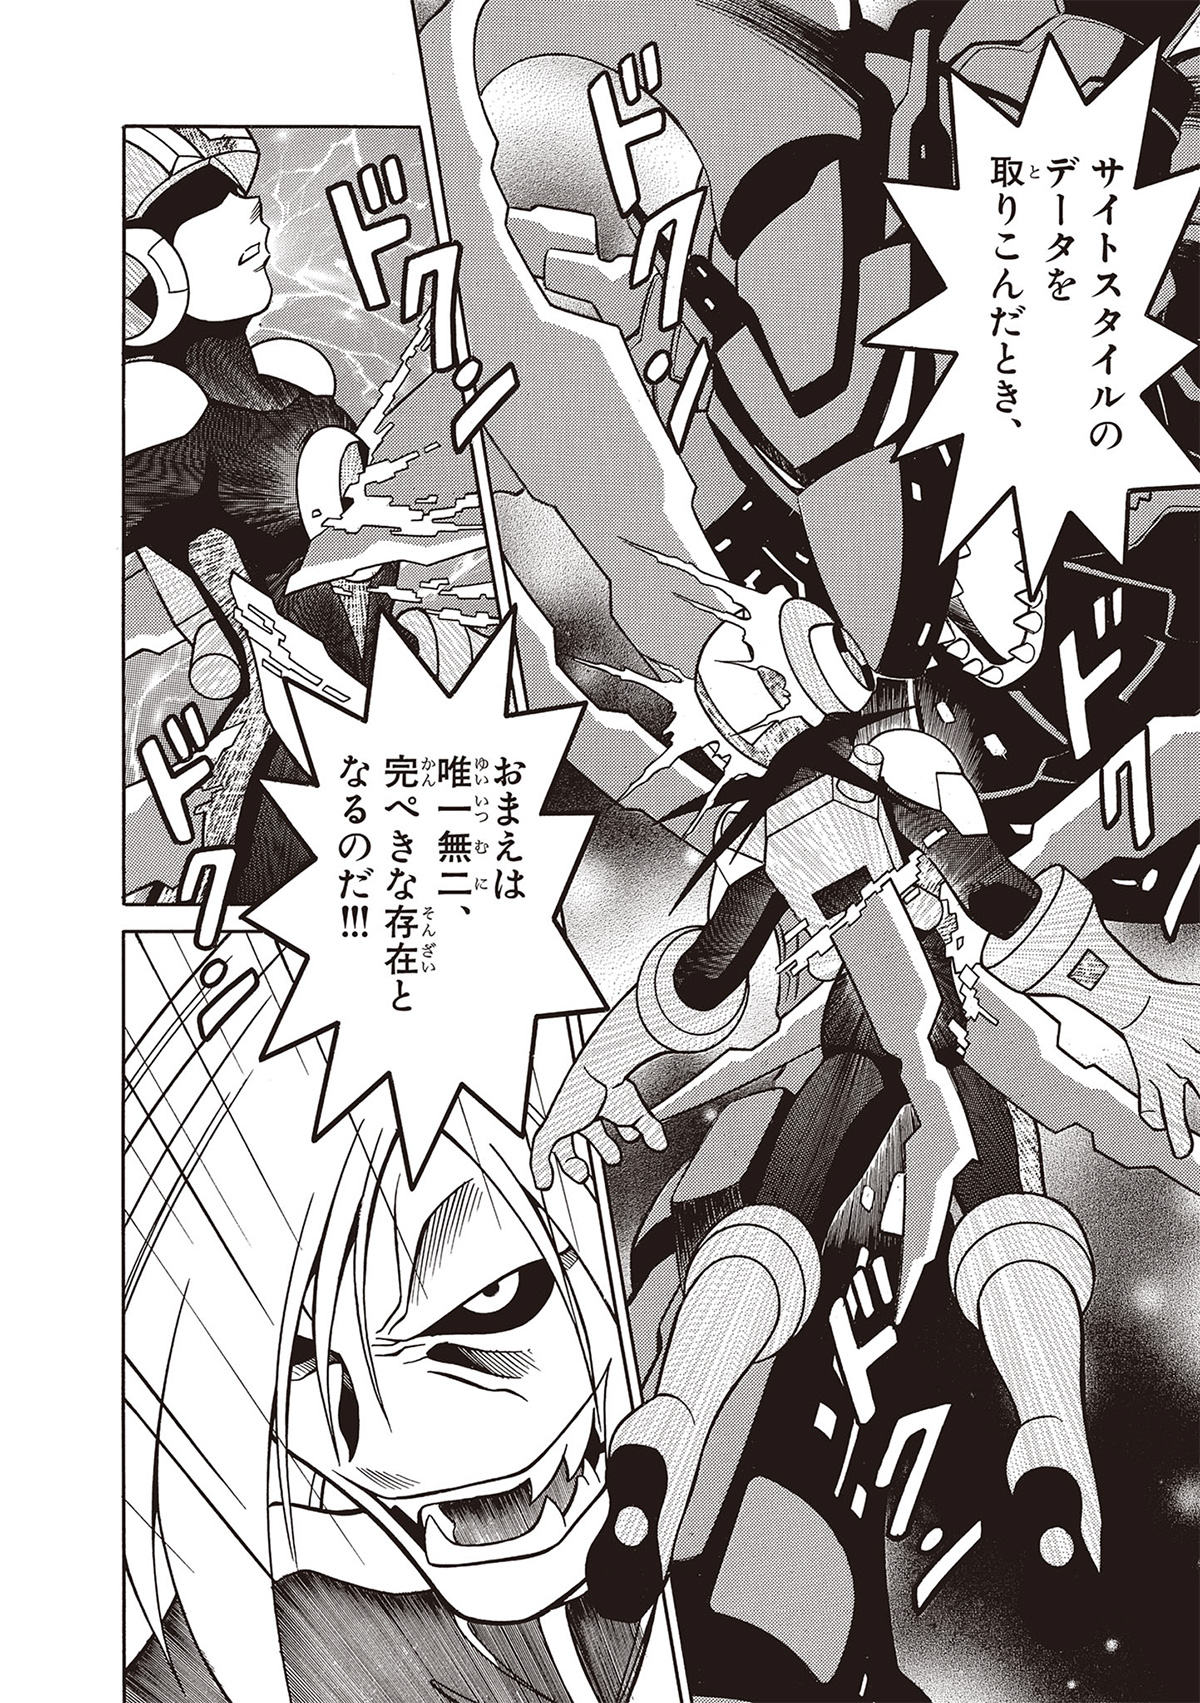 サイトスタイルの
データを
取りこんだとき、
ドクン
ドクン
ドクン
おまえは
唯一無二、
完ぺきな存在と
なるのだ!!!
ドクン
ドクン